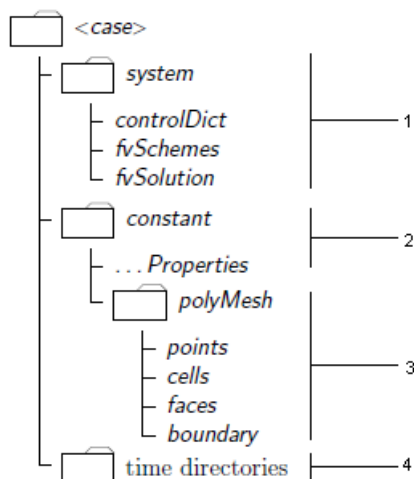 <case>
system
1
controlDict
fvSchemes
fvSolution
constant
2
...Properties
polyMesh
points
3
cells
faces
boundary
time directories
4